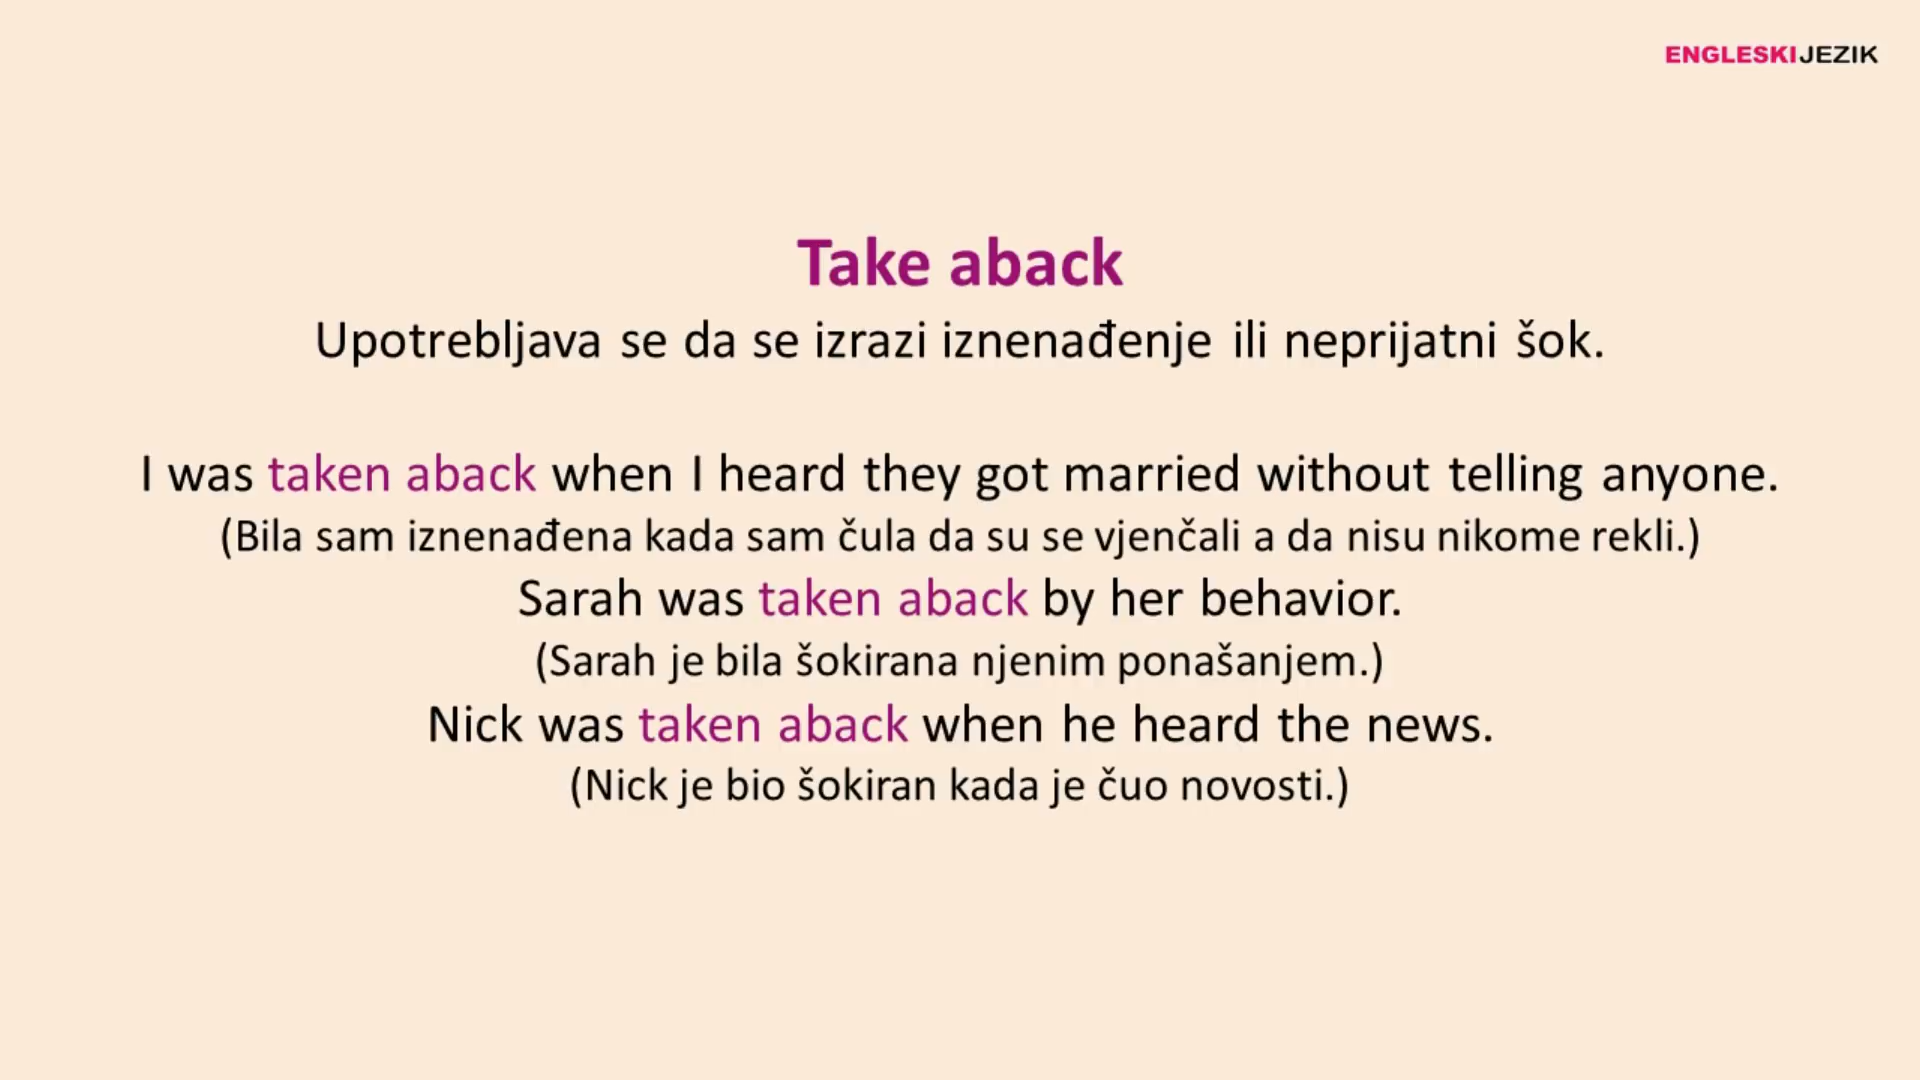 ENGLESKIJEZIK
Take aback
Upotrebljava se da se izrazi iznenađenje ili neprijatni šok.
I was taken aback when I heard they got married without telling anyone.
(Bila sam iznenađena kada sam čula da su se vjenčali a da nisu nikome rekli.)
Sarah was taken aback by her behavior.
(Sarah je bila šokirana njenim ponašanjem.)
Nick was taken aback when he heard the news.
(Nick je bio šokiran kada je čuo novosti.)